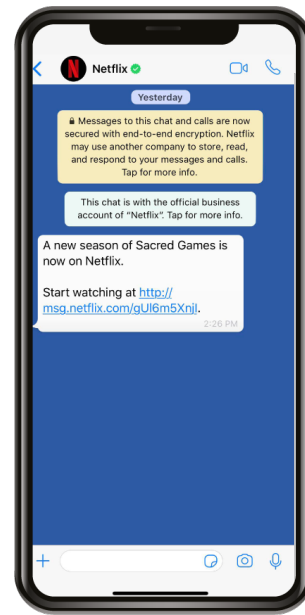 Netflix
Yesterday
Messages to this chat and calls are now
secured with end-to-end encryption. Netflix
may use another company to store, read,
and respond to your messages and calls.
Tap for more info.
This chat is with the official business
account of “Netflix”. Tap for more info.
A new season of Sacred Games is
now on Netflix.
Start watching at http://
msg.netflix.com/gUl6m5Xnjl.
2:26 PM